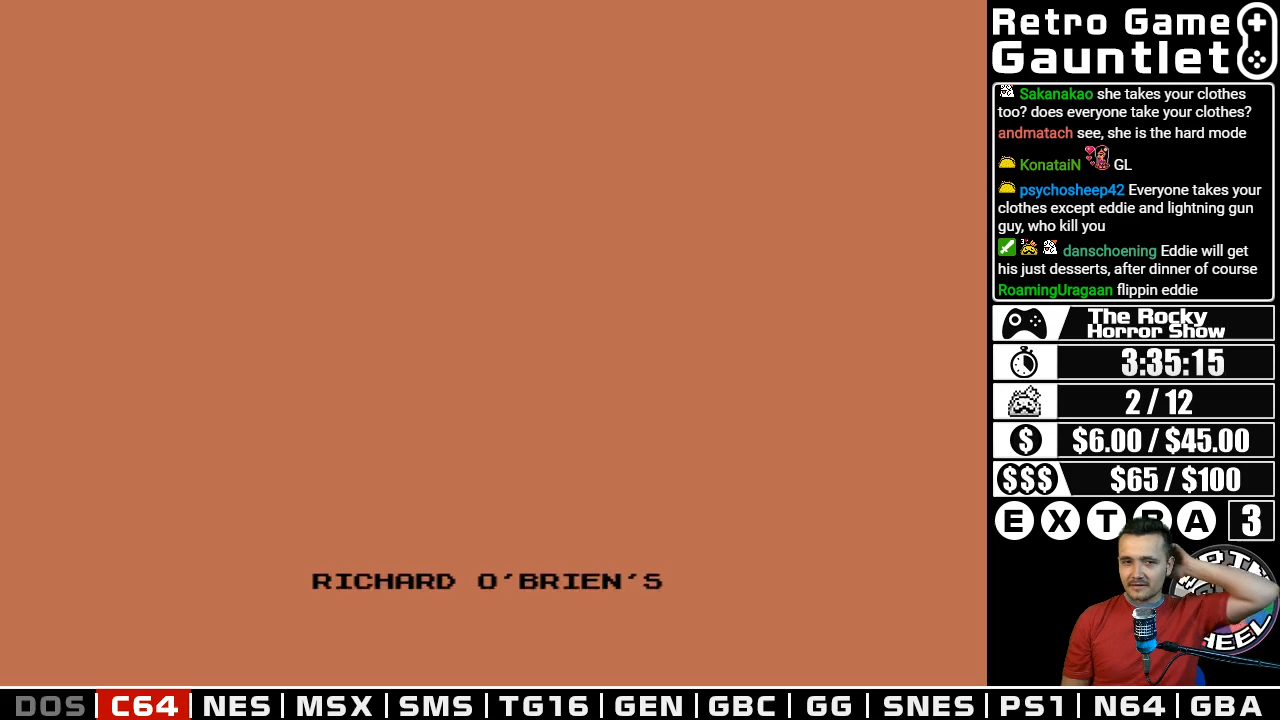 RICHARD O'BRIEN'S
Retro Game
Gauntlet
Sakanakao she takes your clothes
too? does everyone take your clothes?
andmatach see, she is the hard mode
KonataiN GL
psychosheep42 Everyone takes your
clothes except eddie and lightning gun
guy, who kill you
danschoening Eddie will get
his just desserts, after dinner of course
RoamingUragaan flippin eddie
The Rocky
Horror Show
3:35:15
2 / 12
$ $6.00 / $45.00
$$$ $65 / $100
E X T R A 3
DOS C64 NES MSX SMS TG16 GEN GBC GG SNES PS1 N64 GBA